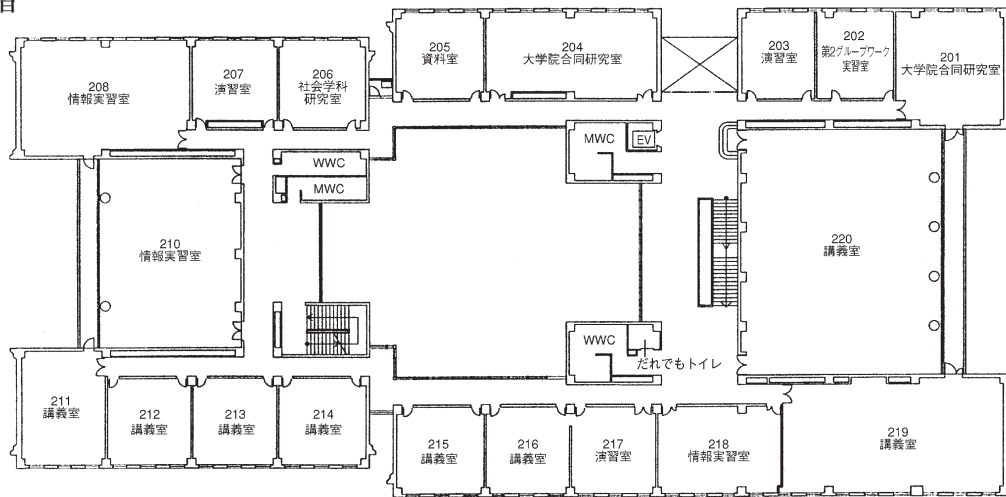 205
資料室
204
大学院合同研究室
203
演習室
202
第2グループワーク
実習室
201
大学院合同研究室
208
情報実習室
207
演習室
206
社会学科
研究室
MWC
EV
WWC
MWC
210
情報実習室
220
講義室
WWC
だれでもトイレ
211
講義室
212
講義室
213
講義室
214
講義室
215
講義室
216
講義室
217
演習室
218
情報実習室
219
講義室